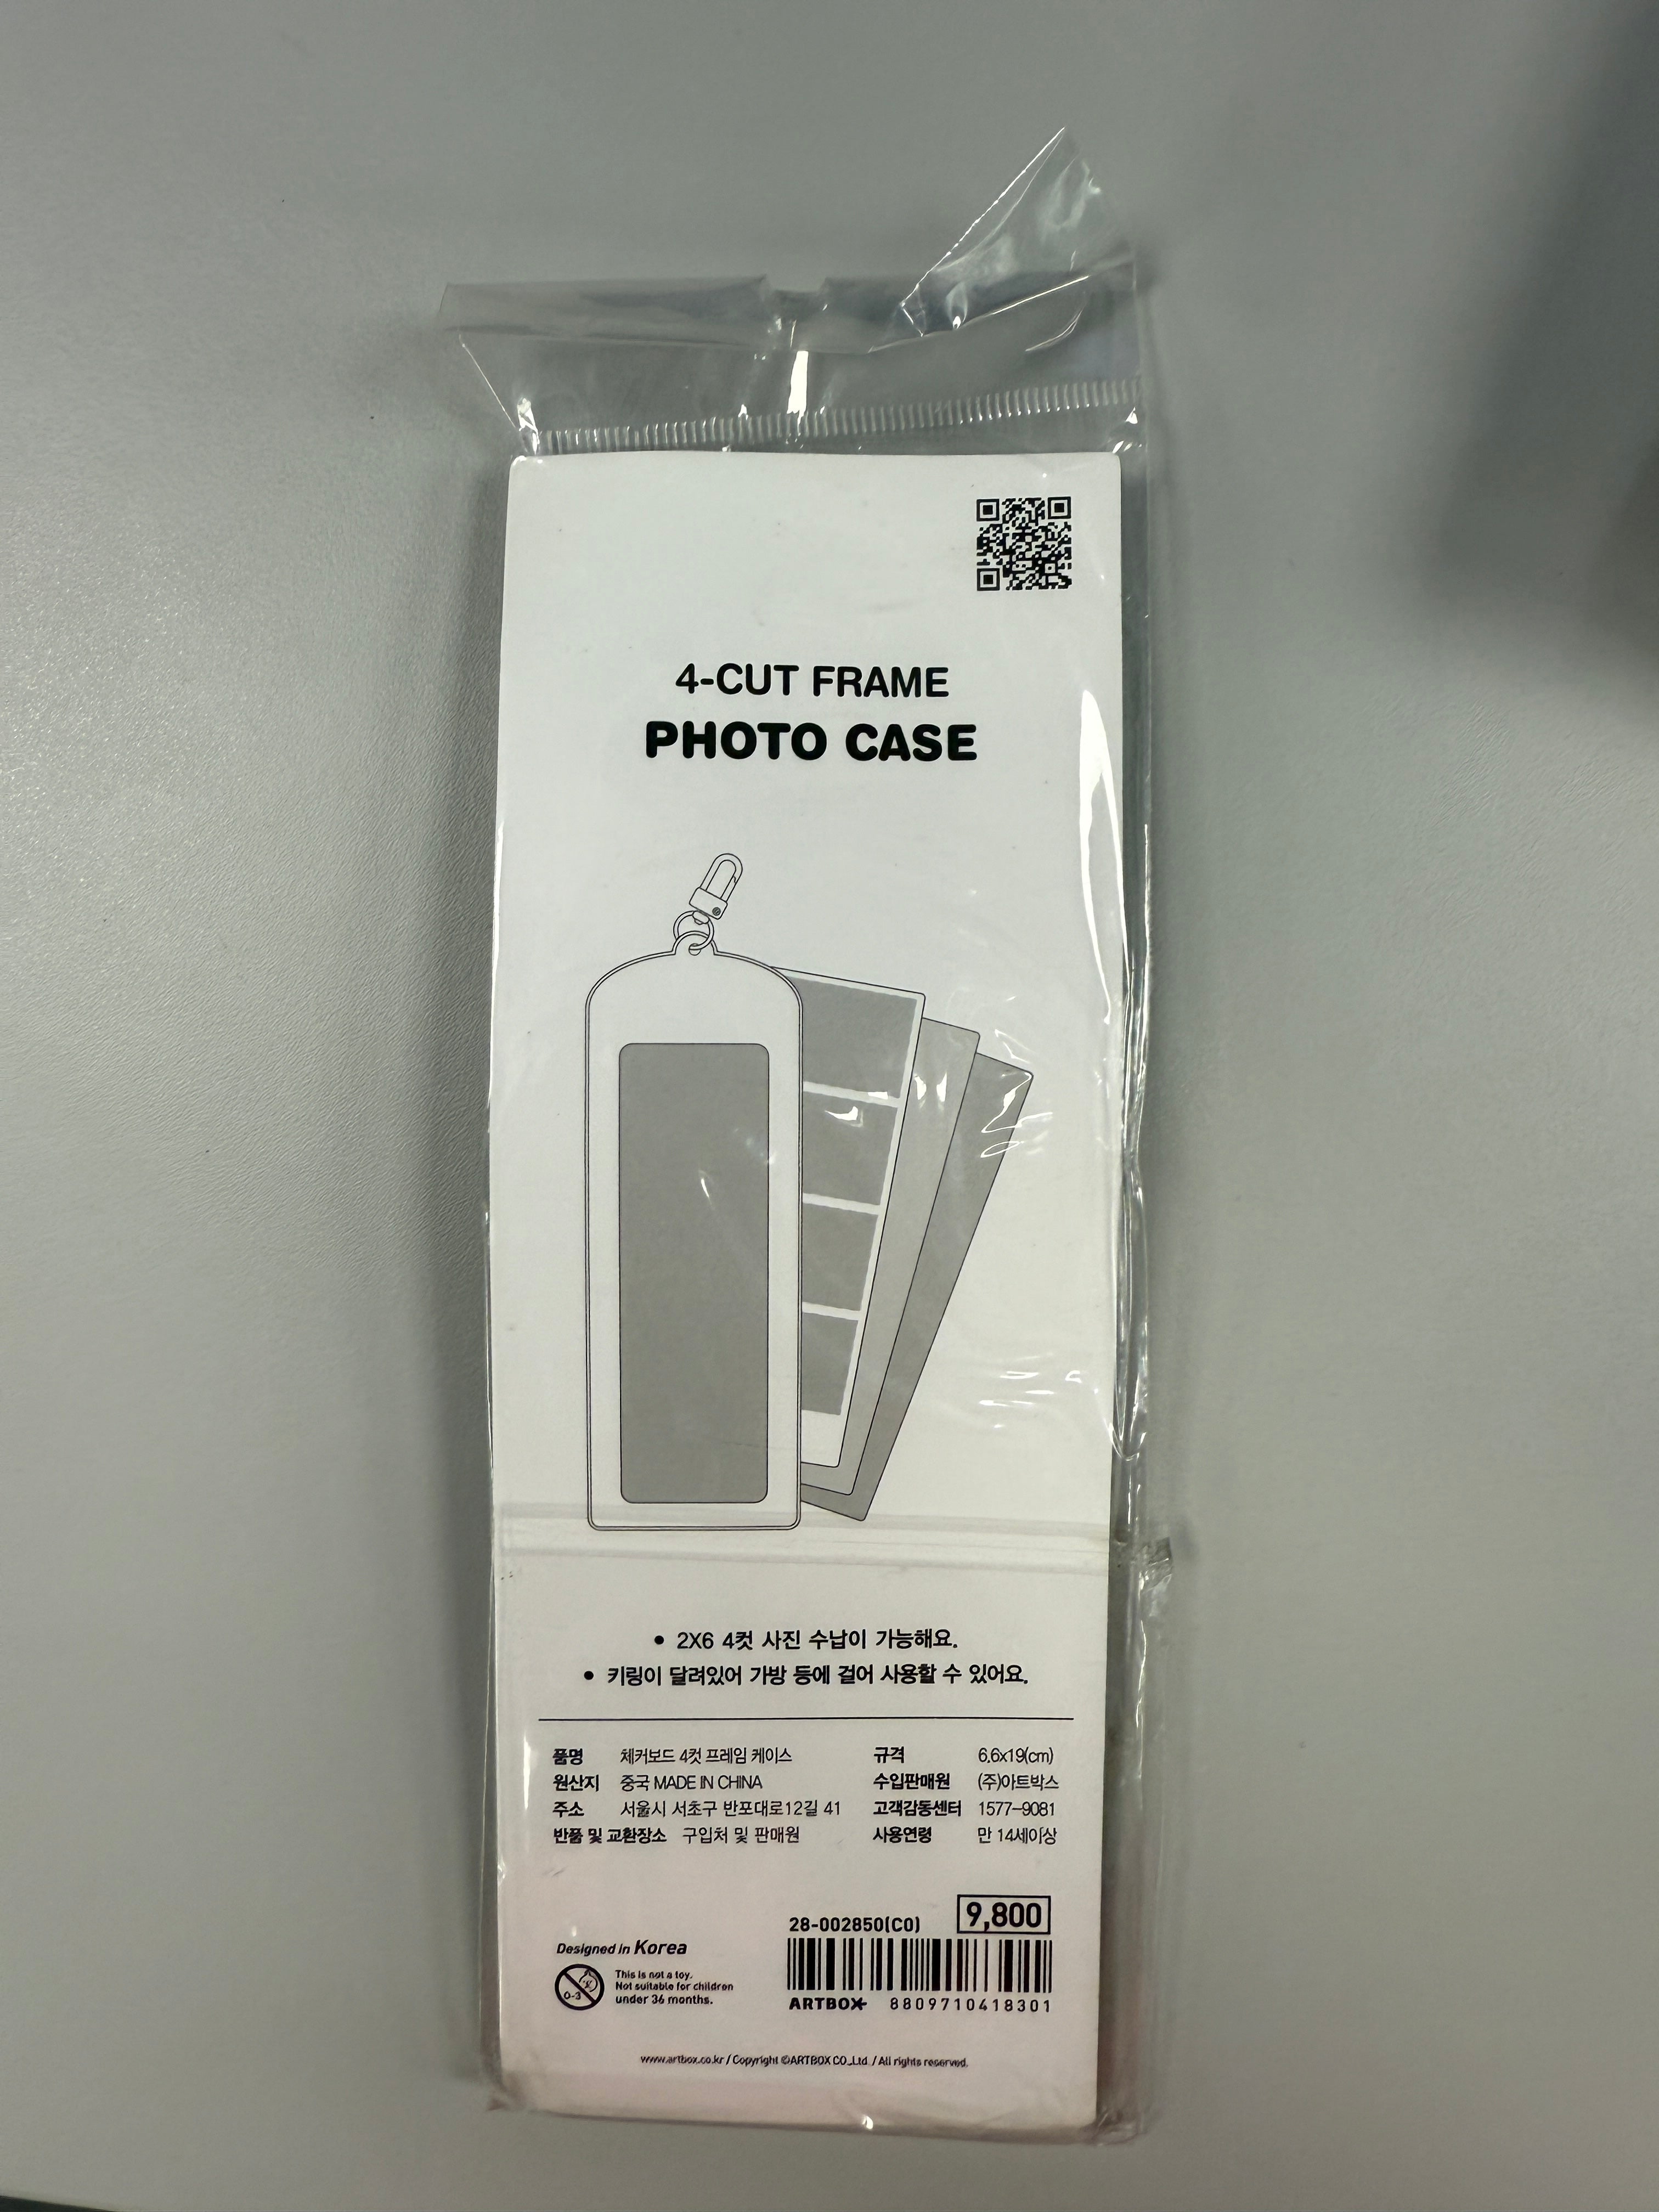 4-CUT FRAME
PHOTO CASE
• 2X6 4컷 사진 수납이 가능해요.
• 키링이 달려있어 가방 등에 걸어 사용할 수 있어요.
품명 체커보드 4컷 프레임 케이스 규격 6.6x19(cm)
원산지 중국 MADE IN CHINA 수입판매원 (주)아트박스
주소 서울시 서초구 반포대로12길 41 고객감동센터 1577-9081
반품 및 교환장소 구입처 및 판매원 사용연령 만 14세이상
28-002850(C0) 9,800
Designed in Korea
0-3
This is not a toy.
Not suitable for children
under 36 months.
ARTBOX 8809710418301
www.artbox.co.kr / Copyright ©ARTBOX CO.,Ltd. / All rights reserved.